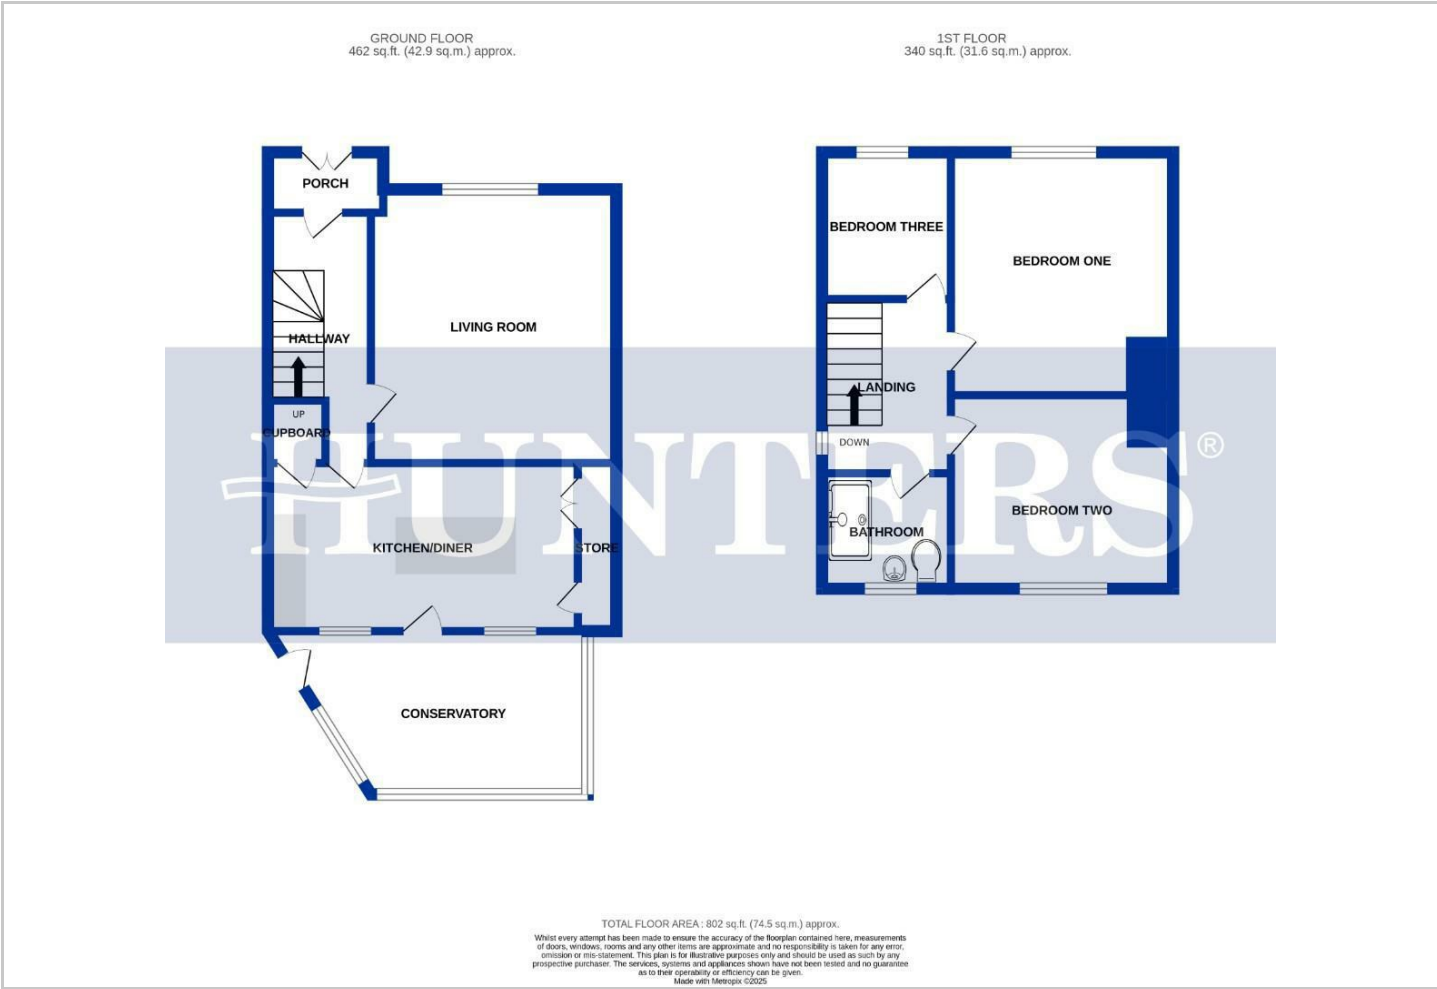 GROUND FLOOR
462 sq.ft. (42.9 sq.m.) approx.
1ST FLOOR
340 sq.ft. (31.6 sq.m.) approx.
PORCH
HALLWAY
LIVING ROOM
UP
CUPBOARD
KITCHEN/DINER
STORE
CONSERVATORY
BEDROOM THREE
BEDROOM ONE
LANDING
DOWN
BATHROOM
BEDROOM TWO
HUNTERS®
TOTAL FLOOR AREA : 802 sq.ft. (74.5 sq.m.) approx.
Whilst every attempt has been made to ensure the accuracy of the floorplan contained here, measurements
of doors, windows, rooms and any other items are approximate and no responsibility is taken for any error,
omission or mis-statement. This plan is for illustrative purposes only and should be used as such by any
prospective purchaser. The services, systems and appliances shown have not been tested and no guarantee
as to their operability or efficiency can be given.
Made with Metropix ©2025